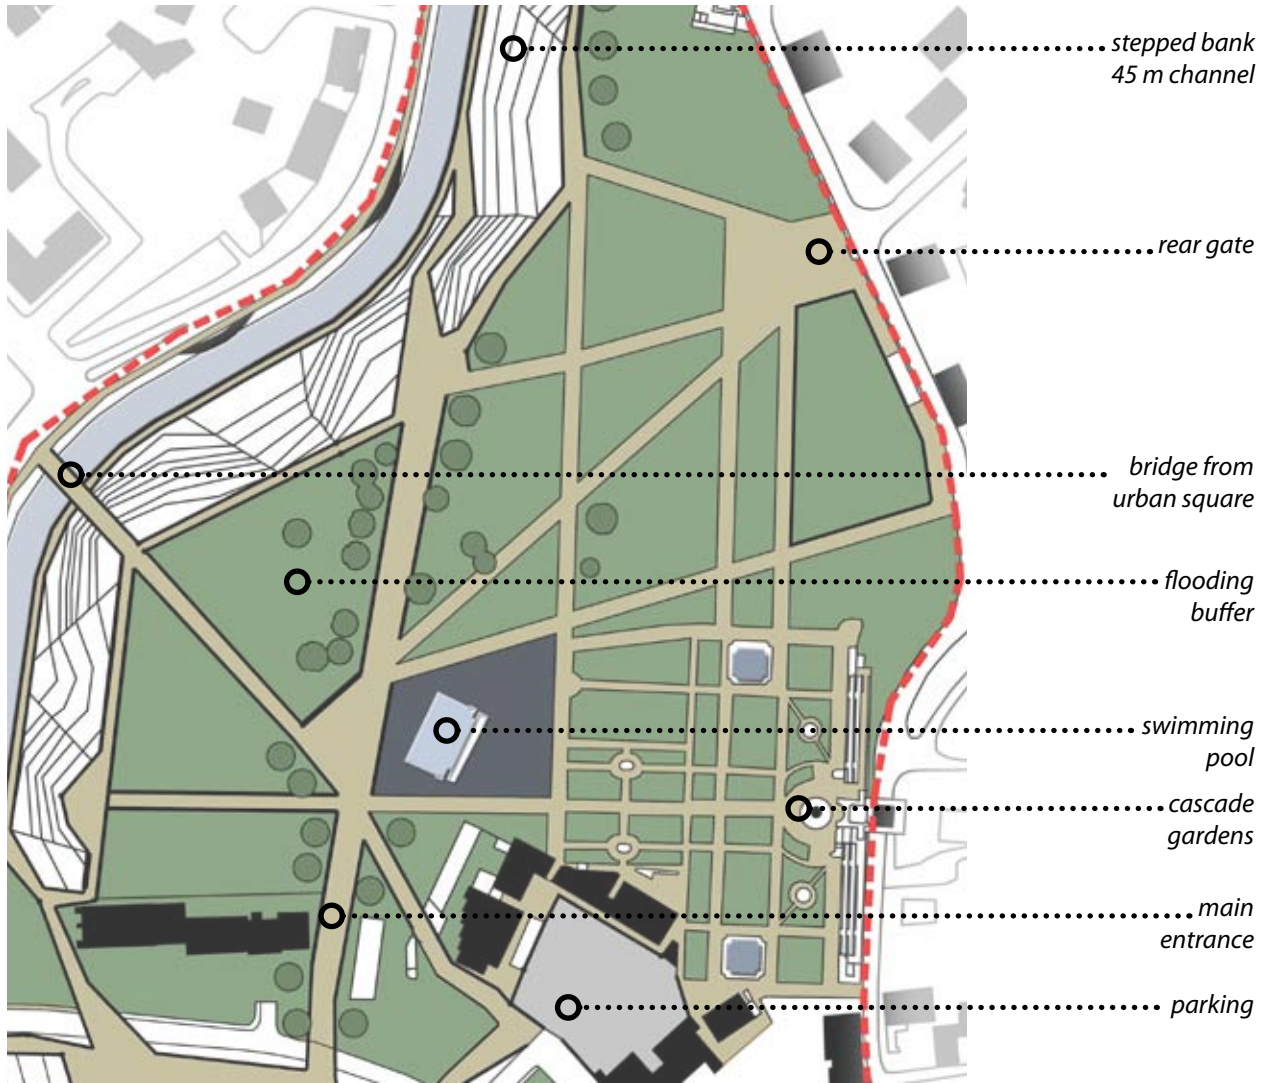 stepped bank
45 m channel
rear gate
bridge from
urban square
flooding
buffer
swimming
pool
cascade
gardens
main
entrance
parking